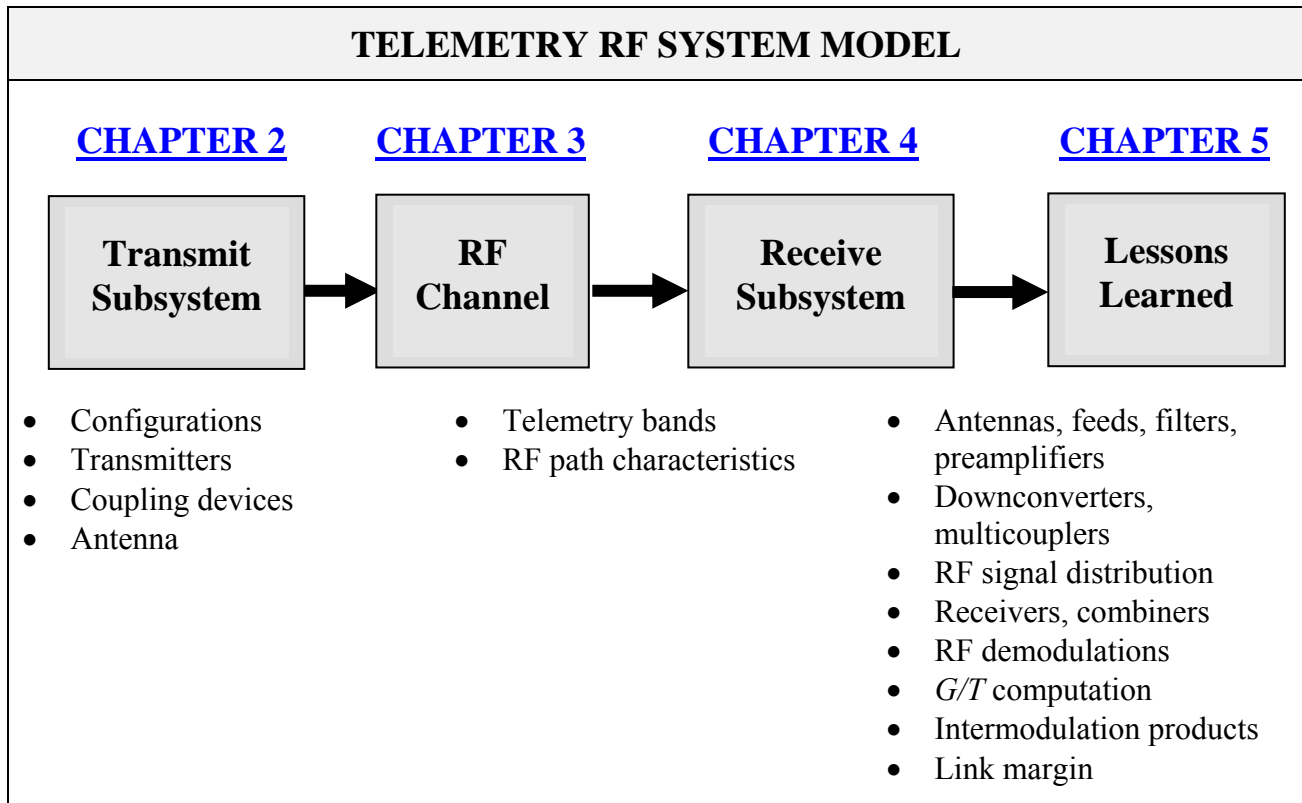 TELEMETRY RF SYSTEM MODEL
CHAPTER 2
CHAPTER 3
CHAPTER 4
CHAPTER 5
Transmit
Subsystem
RF
Channel
Receive
Subsystem
Lessons
Learned
• Configurations
• Transmitters
• Coupling devices
• Antenna
• Telemetry bands
• RF path characteristics
• Antennas, feeds, filters,
preamplifiers
• Downconverters,
multicouplers
• RF signal distribution
• Receivers, combiners
• RF demodulations
• G/T computation
• Intermodulation products
• Link margin